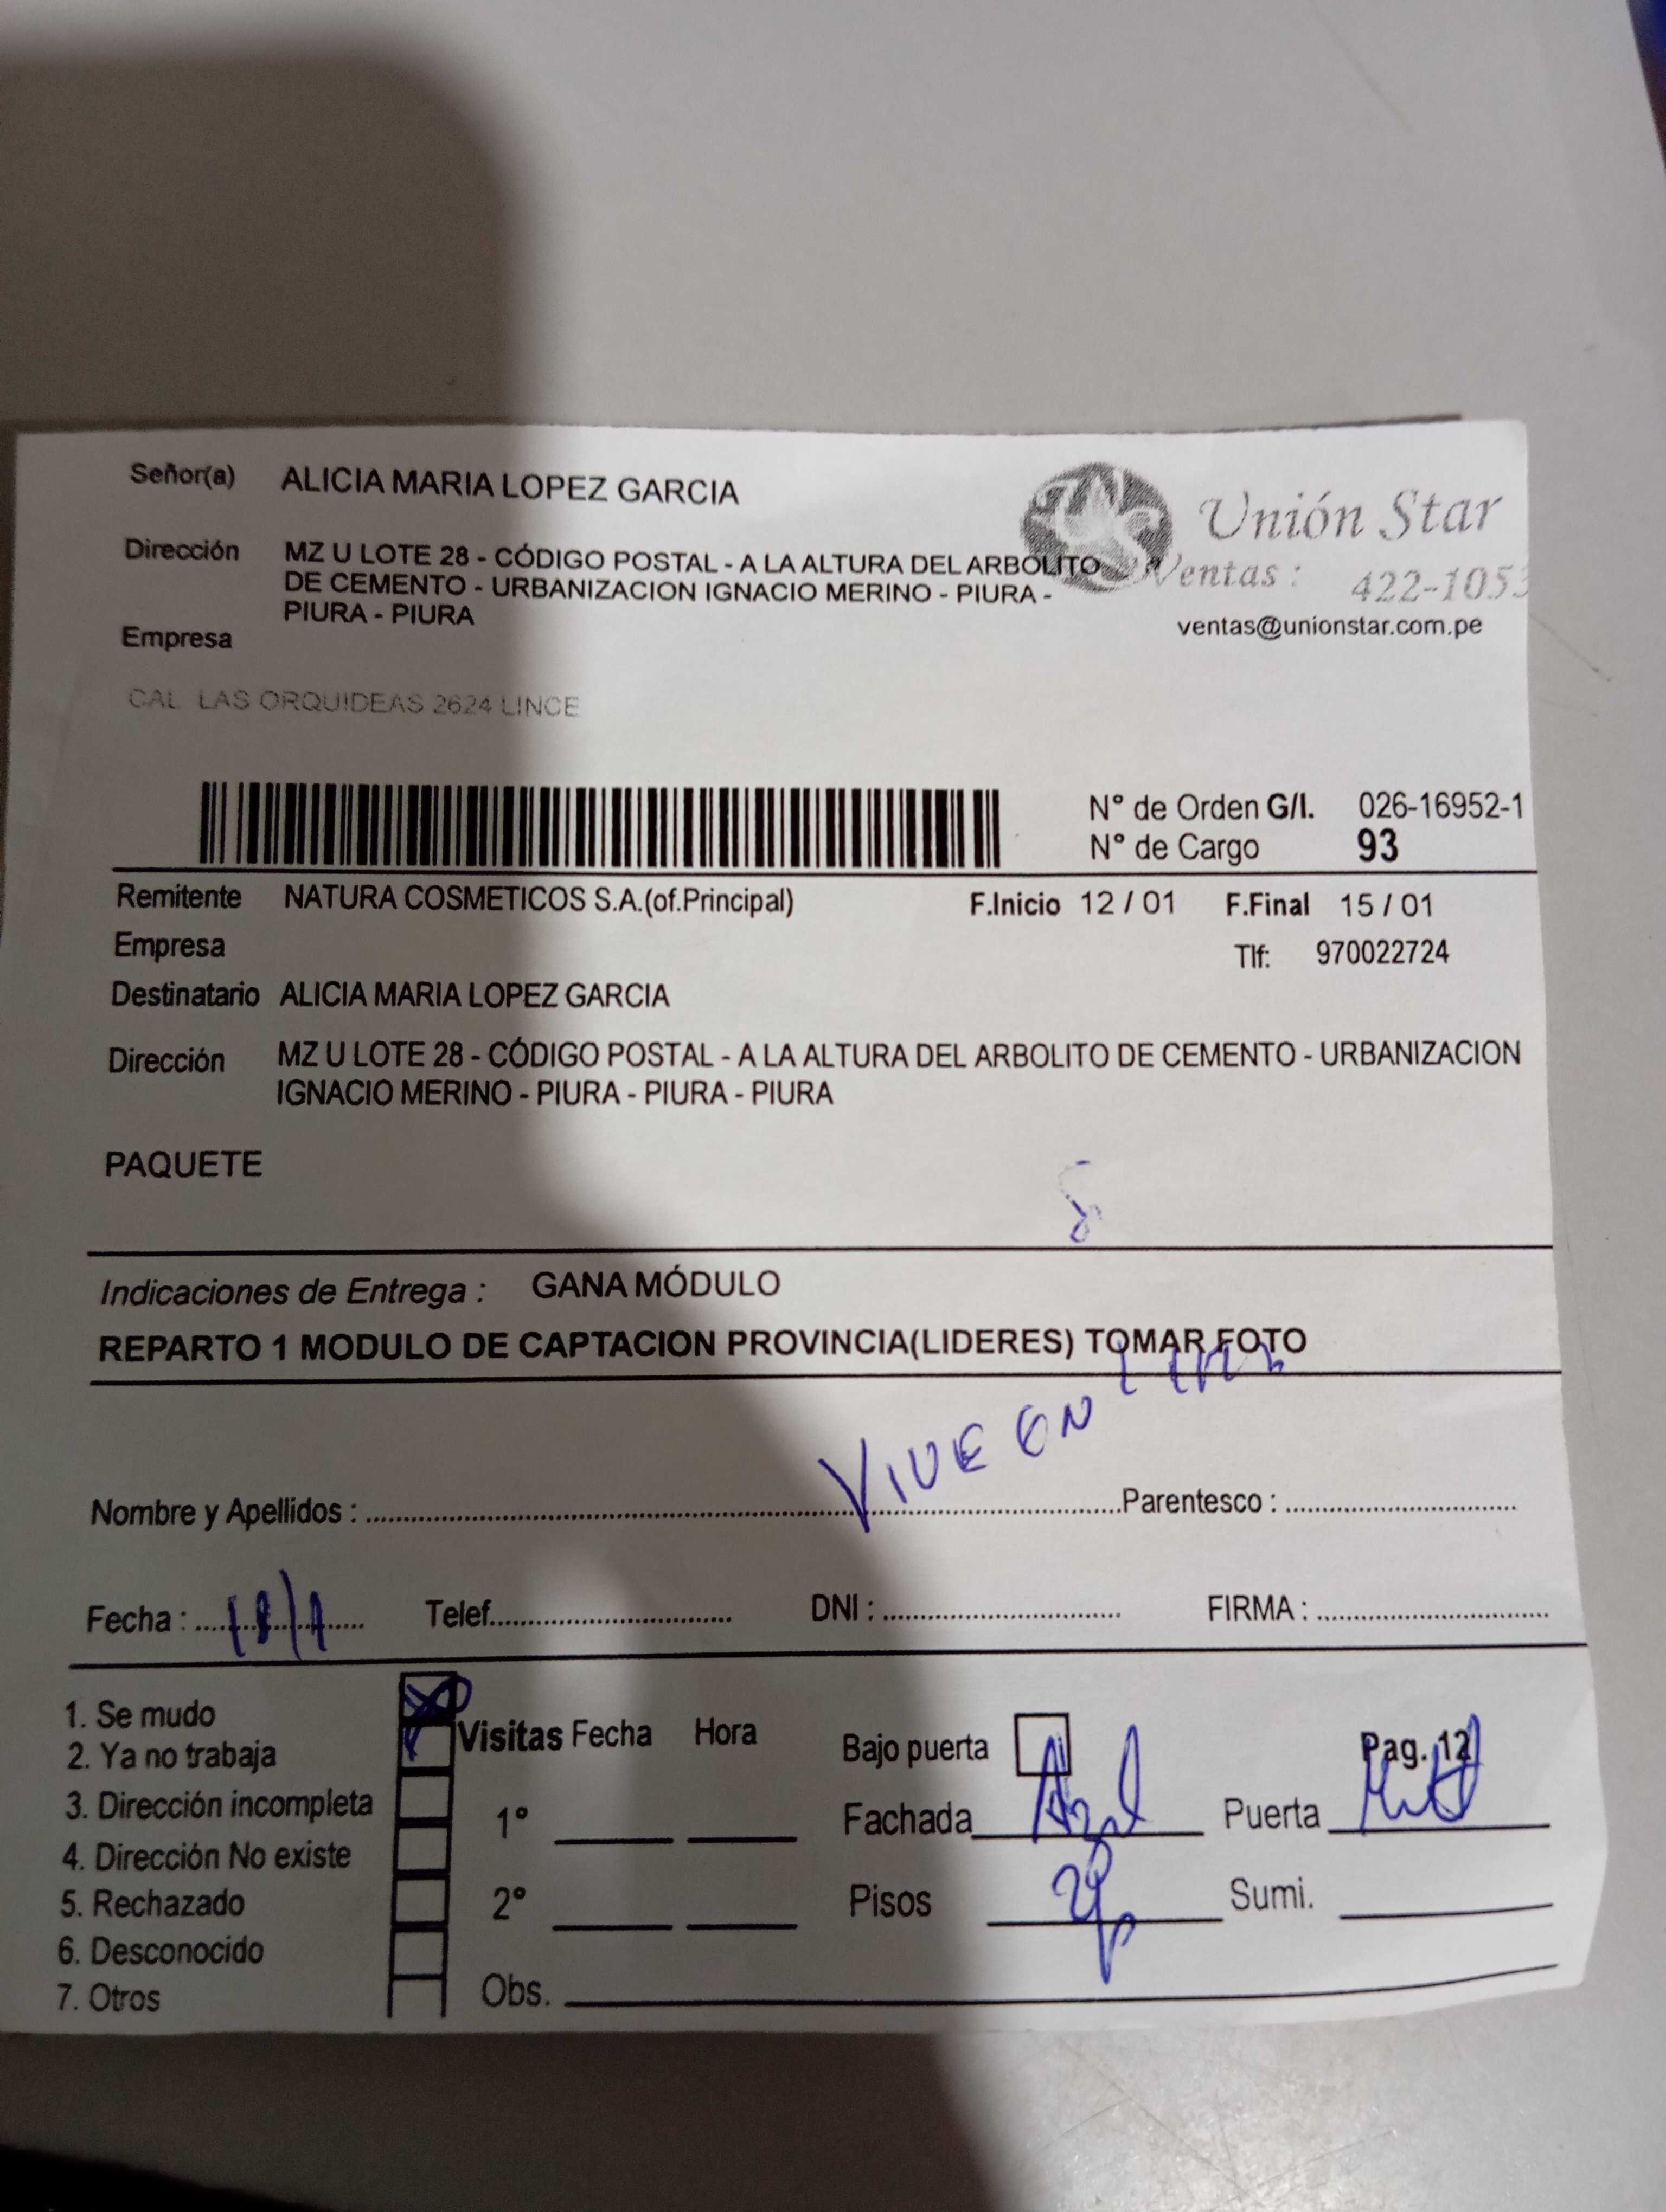 Señor(a) ALICIA MARIA LOPEZ GARCIA
Unión Star
Ventas : 422-1053
ventas@unionstar.com.pe
Dirección MZ U LOTE 28 - CÓDIGO POSTAL - A LA ALTURA DEL ARBOLITO
DE CEMENTO - URBANIZACION IGNACIO MERINO - PIURA -
PIURA - PIURA
Empresa
CAL LAS ORQUIDEAS 2624 LINCE
N° de Orden G/I. 026-16952-1
N° de Cargo 93
Remitente NATURA COSMETICOS S.A.(of.Principal) F.Inicio 12 / 01 F.Final 15 / 01
Empresa Tlf: 970022724
Destinatario ALICIA MARIA LOPEZ GARCIA
Dirección MZ U LOTE 28 - CÓDIGO POSTAL - A LA ALTURA DEL ARBOLITO DE CEMENTO - URBANIZACION
IGNACIO MERINO - PIURA - PIURA - PIURA
PAQUETE
Indicaciones de Entrega : GANA MÓDULO
REPARTO 1 MODULO DE CAPTACION PROVINCIA(LIDERES) TOMAR FOTO
VIVE EN
Nombre y Apellidos : Parentesco :
Fecha : 18/1 Telef. DNI : FIRMA :
1. Se mudo
2. Ya no trabaja
3. Dirección incompleta
4. Dirección No existe
5. Rechazado
6. Desconocido
7. Otros
Visitas Fecha Hora
1°
2°
Obs.
Bajo puerta Pag. 12
Fachada Azul Puerta
Pisos 2p Sumi.